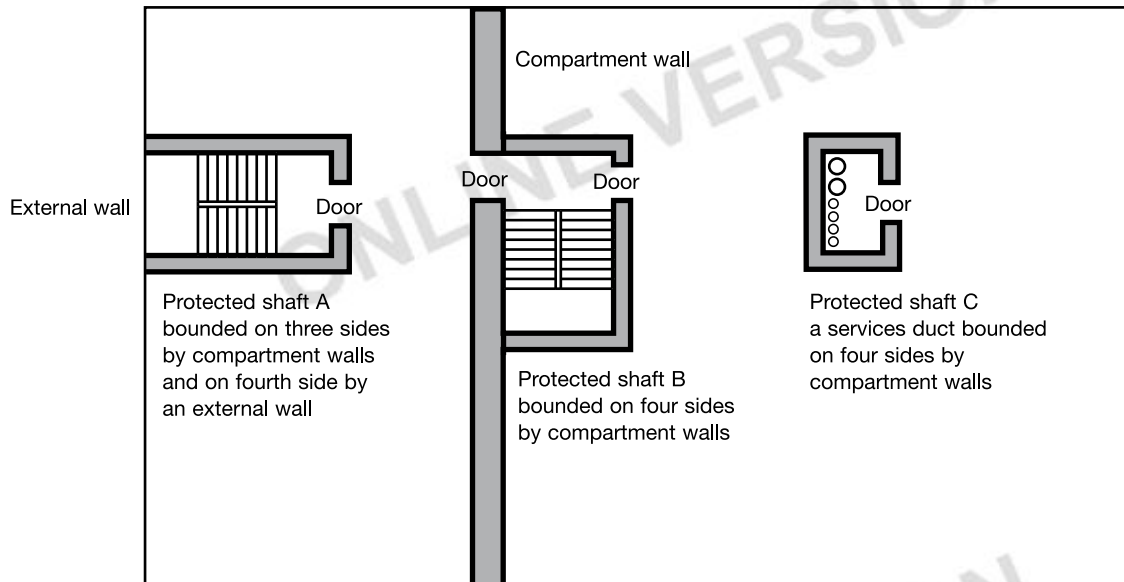 ONLINE VERSION
Compartment wall
External wall
Door
Door
Door
Door
Protected shaft A
bounded on three sides
by compartment walls
and on fourth side by
an external wall
Protected shaft B
bounded on four sides
by compartment walls
Protected shaft C
a services duct bounded
on four sides by
compartment walls